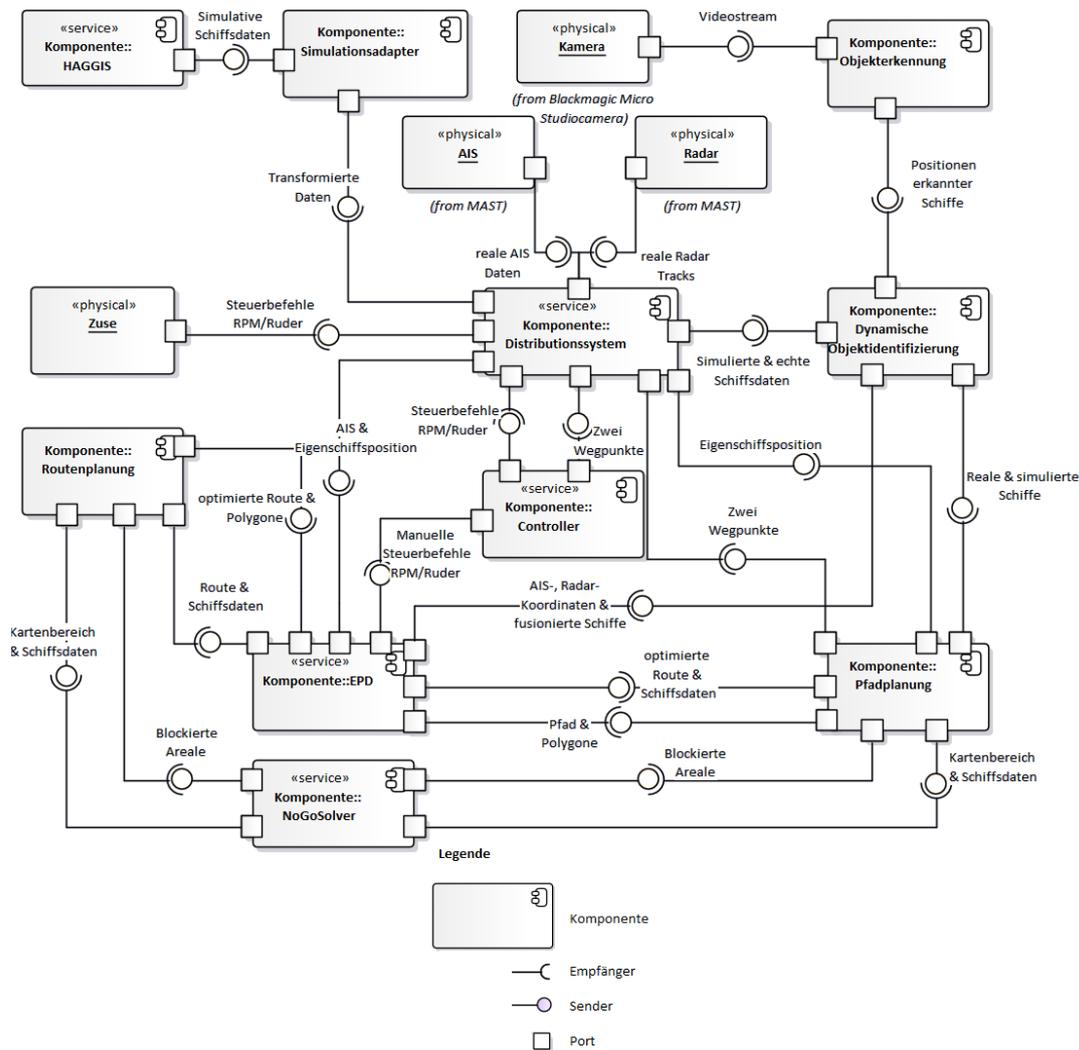 «service»
Komponente::
HAGGIS
Simulative
Schiffsdaten
Komponente::
Simulationsadapter
«physical»
Kamera
(from Blackmagic Micro
Studiocamera)
Videostream
Komponente::
Objekterkennung
«physical»
AIS
(from MAST)
«physical»
Radar
(from MAST)
Transformierte
Daten
Positionen
erkannter
Schiffe
reale AIS
Daten
reale Radar
Tracks
«physical»
Zuse
Steuerbefehle
RPM/Ruder
«service»
Komponente::
Distributionssystem
Simulierte & echte
Schiffsdaten
Komponente::
Dynamische
Objektidentifizierung
Steuerbefehle
RPM/Ruder
Zwei
Wegpunkte
AIS &
Eigenschiffsposition
Eigenschiffsposition
Komponente::
Routenplanung
optimierte Route &
Polygone
«service»
Komponente::
Controller
Reale & simulierte
Schiffe
Manuelle
Steuerbefehle
RPM/Ruder
Zwei
Wegpunkte
Route &
Schiffsdaten
AIS-, Radar-
Koordinaten &
fusionierte Schiffe
Kartenbereich
& Schiffsdaten
«service»
Komponente::EPD
optimierte
Route &
Schiffsdaten
Komponente::
Pfadplanung
Pfad &
Polygone
Blockierte
Areale
«service»
Komponente::
NoGoSolver
Blockierte
Areale
Kartenbereich
& Schiffsdaten
Legende
Komponente
Empfänger
Sender
Port